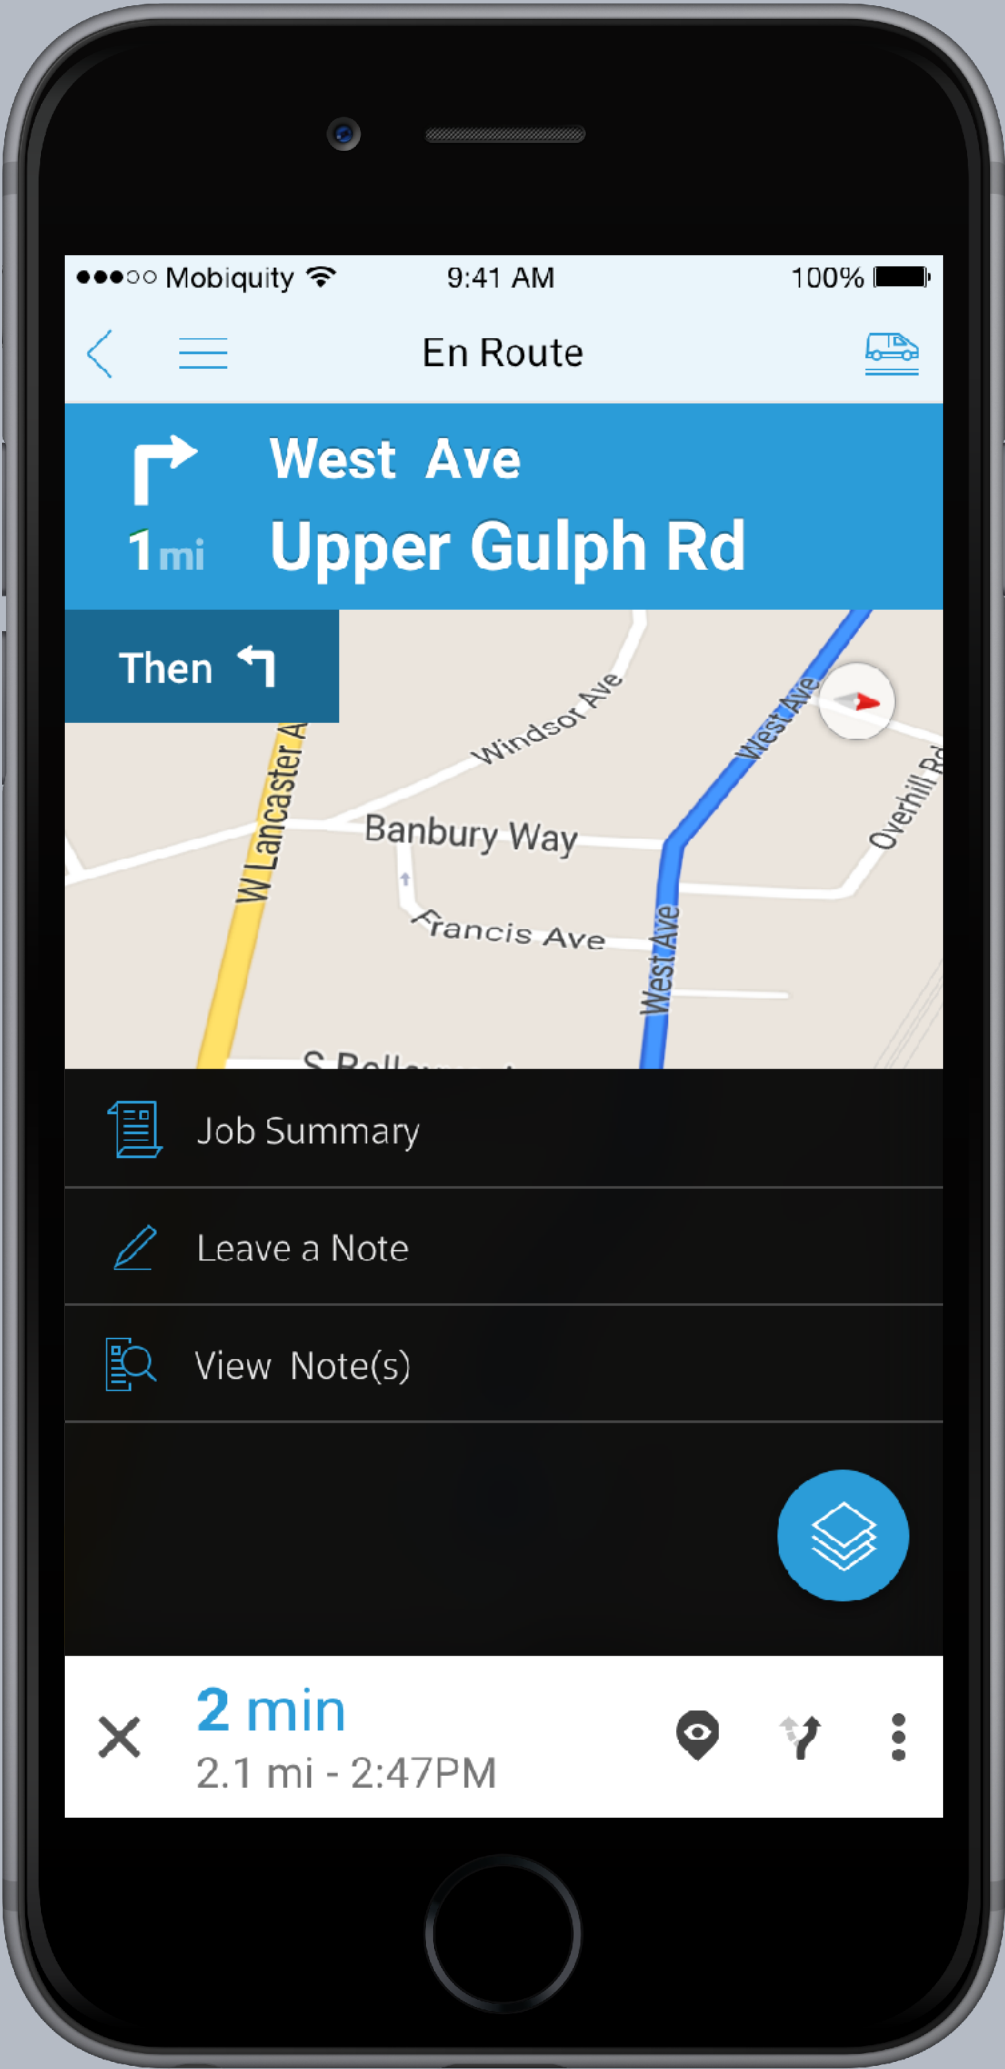 Mobiquity 9:41 AM 100%
En Route
West Ave
1 mi Upper Gulph Rd
Then
Windsor Ave
West Ave
W Lancaster A
Overhill Rd
Banbury Way
Francis Ave
West Ave
Job Summary
Leave a Note
View Note(s)
2 min
2.1 mi - 2:47PM